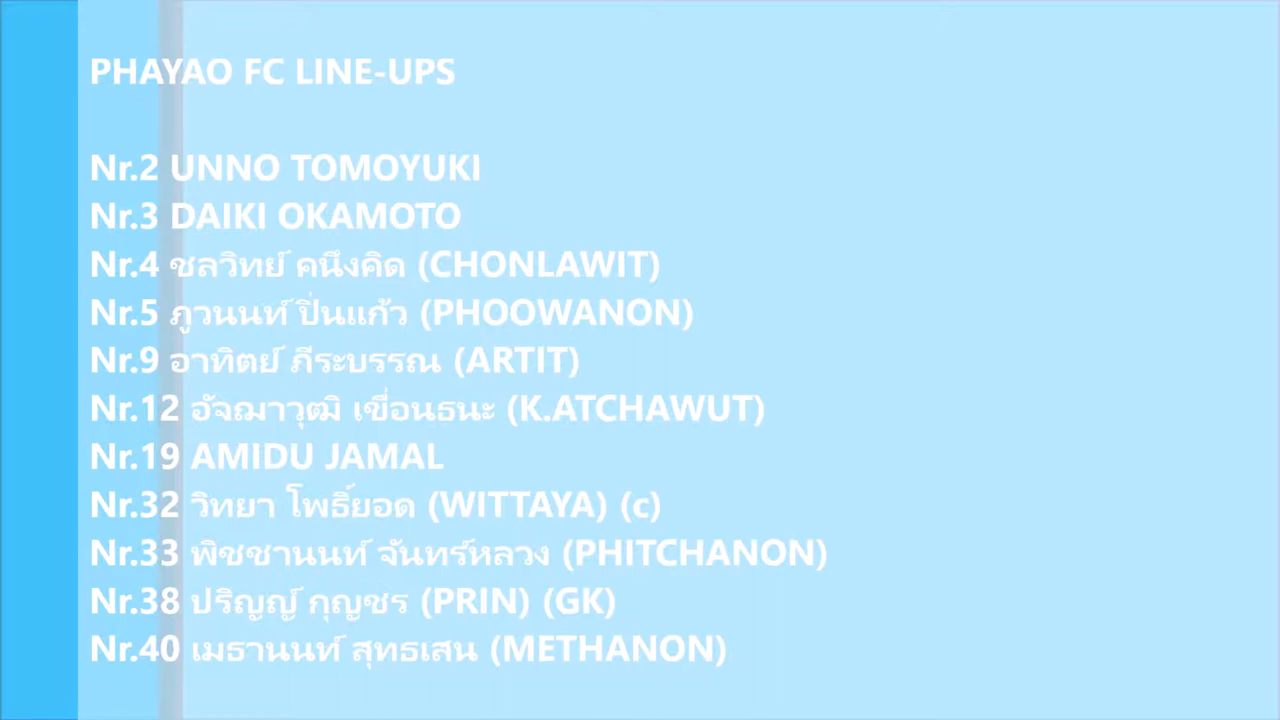 PHAYAO FC LINE-UPS
Nr.2 UNNO TOMOYUKI
Nr.3 DAIKI OKAMOTO
Nr.4 ชลวิทย์ คนึงคิด (CHONLAWIT)
Nr.5 ภูวนนท์ ปิ่นแก้ว (PHOOWANON)
Nr.9 อาทิตย์ ภีระบรรณ (ARTIT)
Nr.12 อัจฌาวุฒิ เขื่อนธนะ (K.ATCHAWUT)
Nr.19 AMIDU JAMAL
Nr.32 วิทยา โพธิ์ยอด (WITTAYA) (c)
Nr.33 พิชชานนท์ จันทร์หลวง (PHITCHANON)
Nr.38 ปริญญ์ กุญชร (PRIN) (GK)
Nr.40 เมธานนท์ สุทธเสน (METHANON)